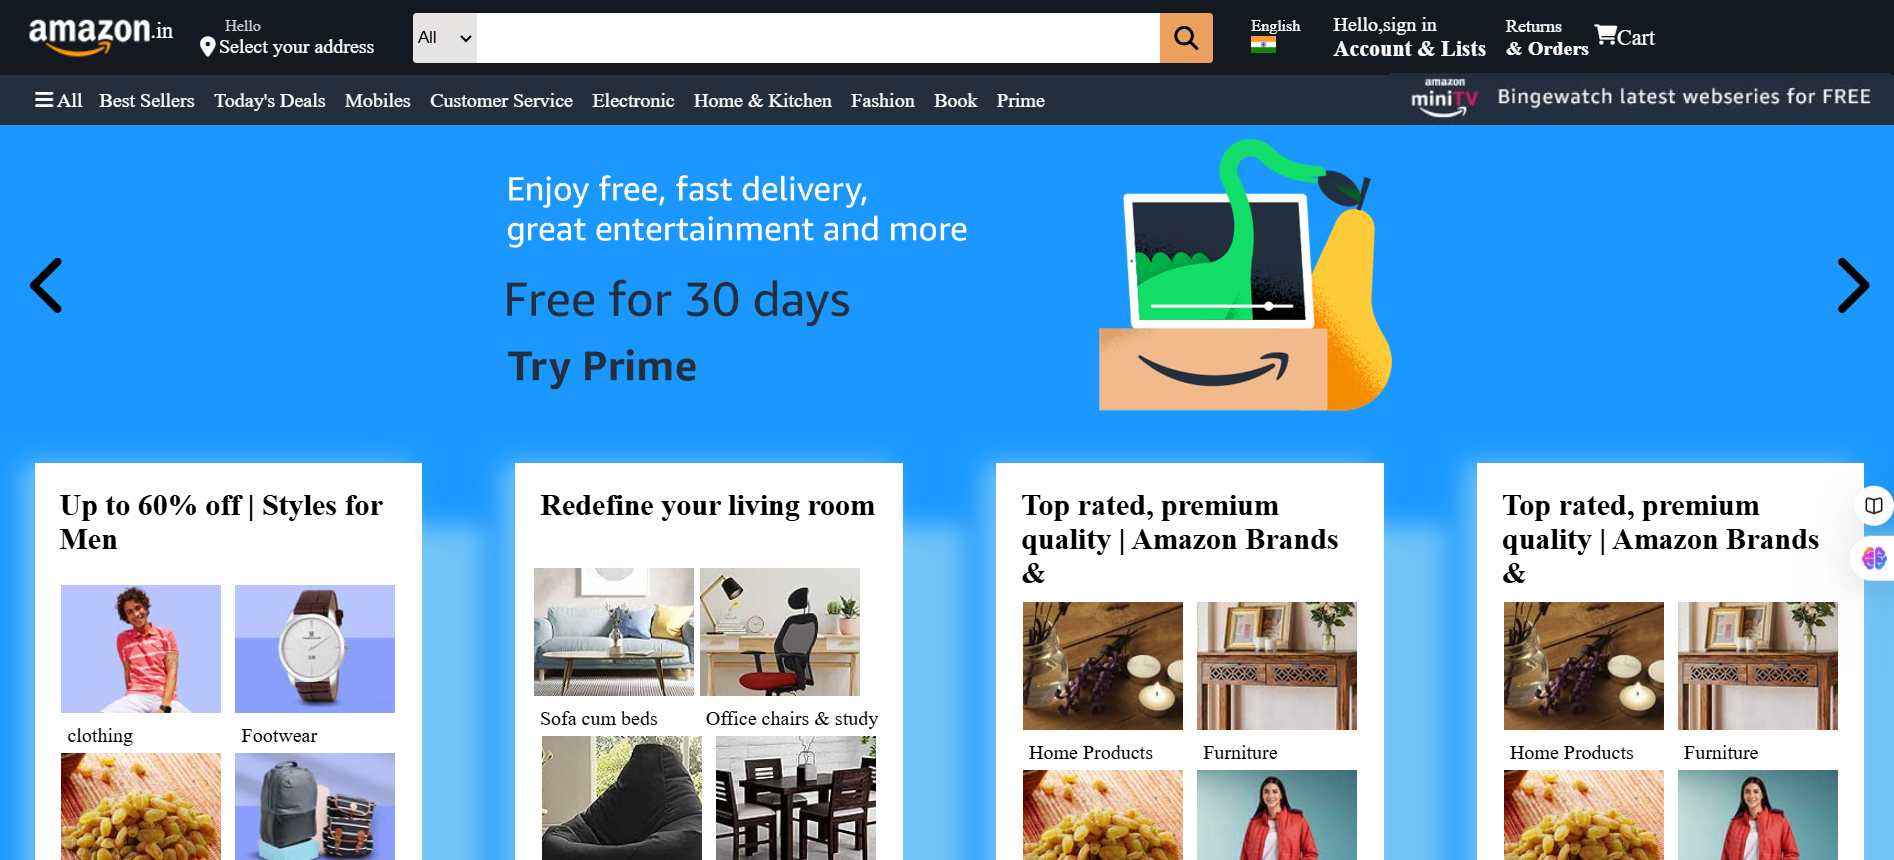 amazon.in
Hello
Select your address
All
English
Hello,sign in
Account & Lists
Returns
& Orders
Cart
All
Best Sellers
Today's Deals
Mobiles
Customer Service
Electronic
Home & Kitchen
Fashion
Book
Prime
amazon
miniTV
Bingewatch latest webseries for FREE
Enjoy free, fast delivery,
great entertainment and more
Free for 30 days
Try Prime
Up to 60% off | Styles for
Men
clothing
Footwear
Redefine your living room
Sofa cum beds
Office chairs & study
Top rated, premium
quality | Amazon Brands
&
Home Products
Furniture
Top rated, premium
quality | Amazon Brands
&
Home Products
Furniture